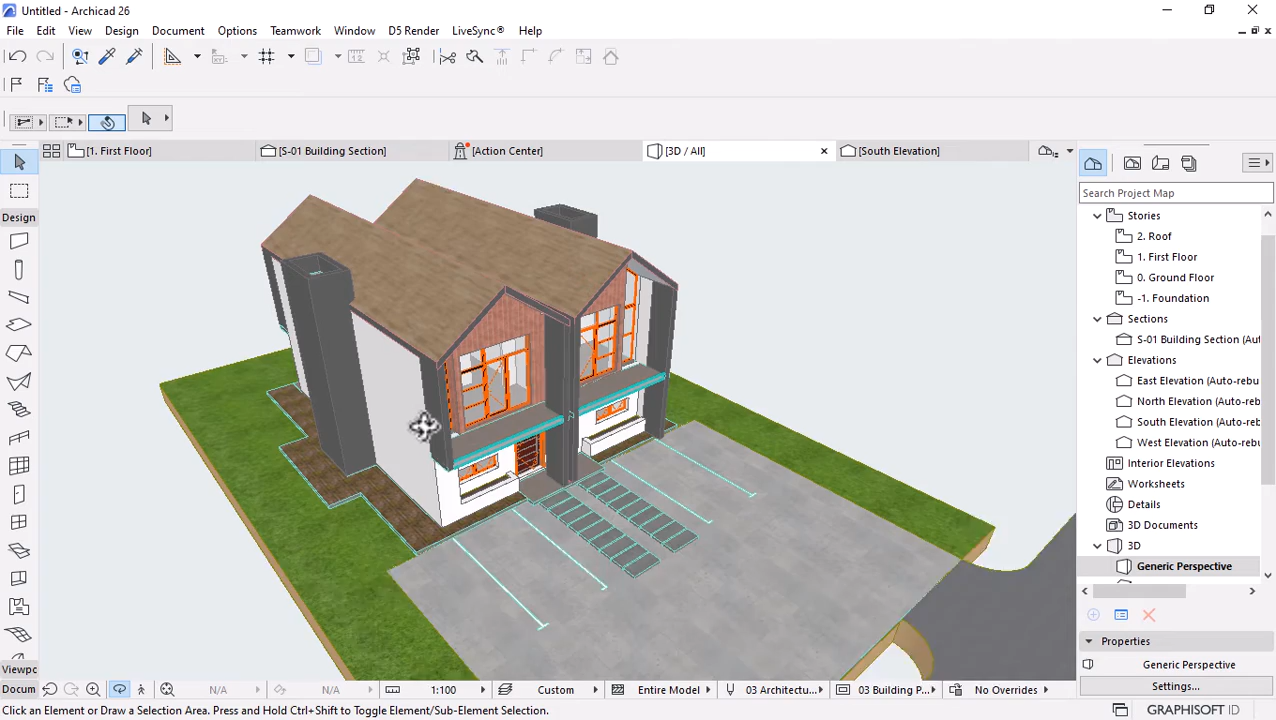 Untitled - Archicad 26
File Edit View Design Document Options Teamwork Window D5 Render LiveSync® Help
[1. First Floor] [S-01 Building Section] [Action Center] [3D / All] [South Elevation]
Search Project Map
Design
Stories
2. Roof
1. First Floor
0. Ground Floor
-1. Foundation
Sections
S-01 Building Section (Aut
Elevations
East Elevation (Auto-rebu
North Elevation (Auto-reb
South Elevation (Auto-reb
West Elevation (Auto-rebu
Interior Elevations
Worksheets
Details
3D Documents
3D
Generic Perspective
Properties
Generic Perspective
Settings...
Viewpc
Docum
N/A N/A 1:100 Custom Entire Model 03 Architectu... 03 Building P... No Overrides
Click an Element or Draw a Selection Area. Press and Hold Ctrl+Shift to Toggle Element/Sub-Element Selection.
GRAPHISOFT ID